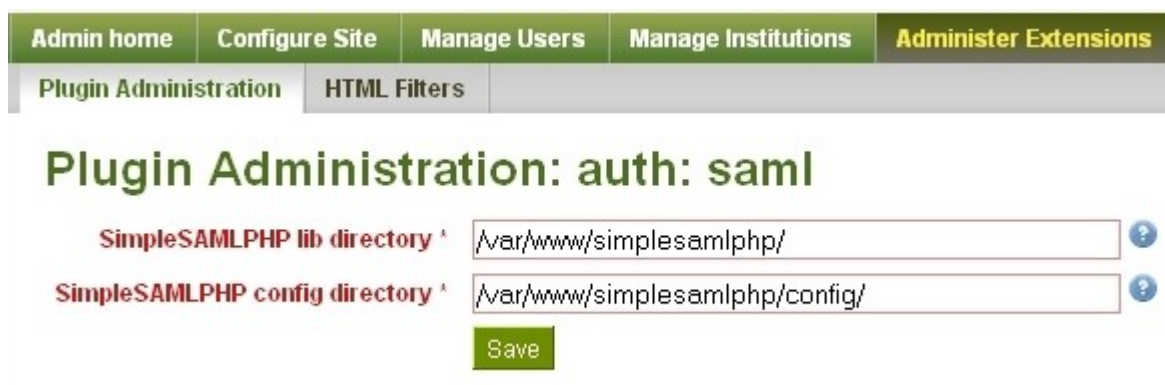 Admin home Configure Site Manage Users Manage Institutions Administer Extensions
Plugin Administration HTML Filters
Plugin Administration: auth: saml
SimpleSAMLPHP lib directory * /var/www/simplesamlphp/ ?
SimpleSAMLPHP config directory * /var/www/simplesamlphp/config/ ?
Save